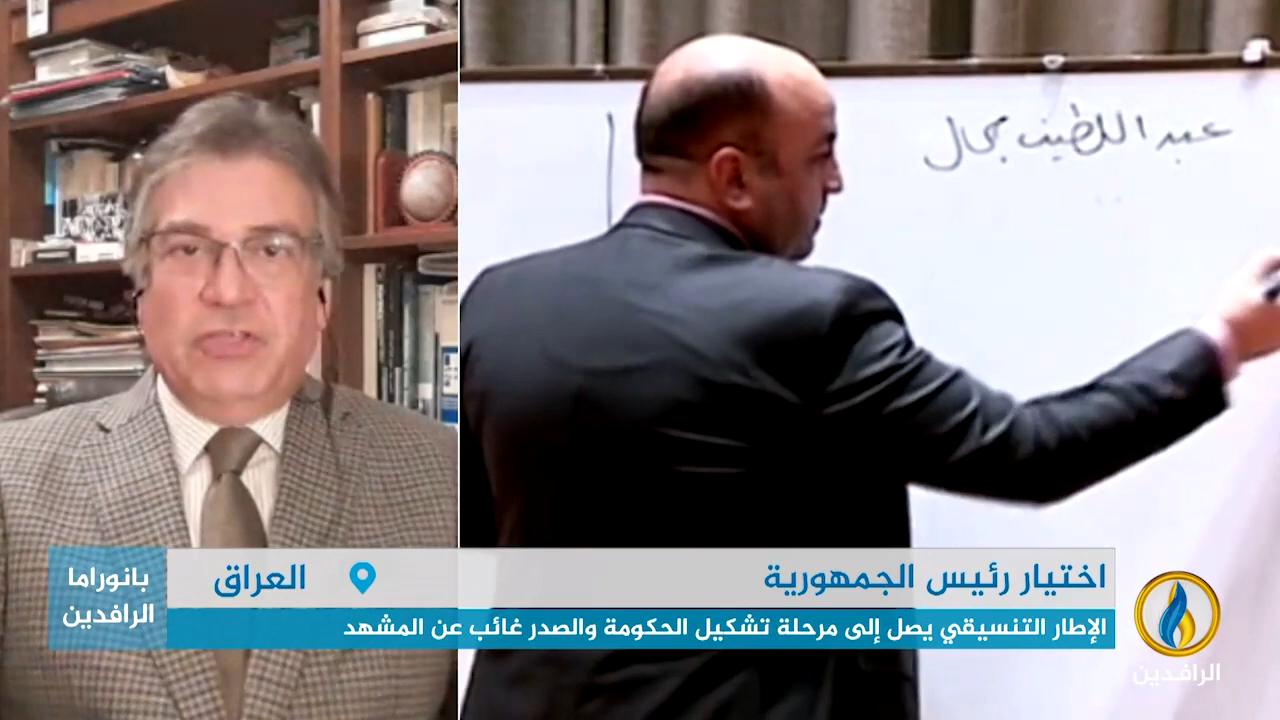 عبد اللطيف جمال
اختيار رئيس الجمهورية
العراق
بانوراما
الرافدين
الإطار التنسيقي يصل إلى مرحلة تشكيل الحكومة والصدر غائب عن المشهد
الرافدين